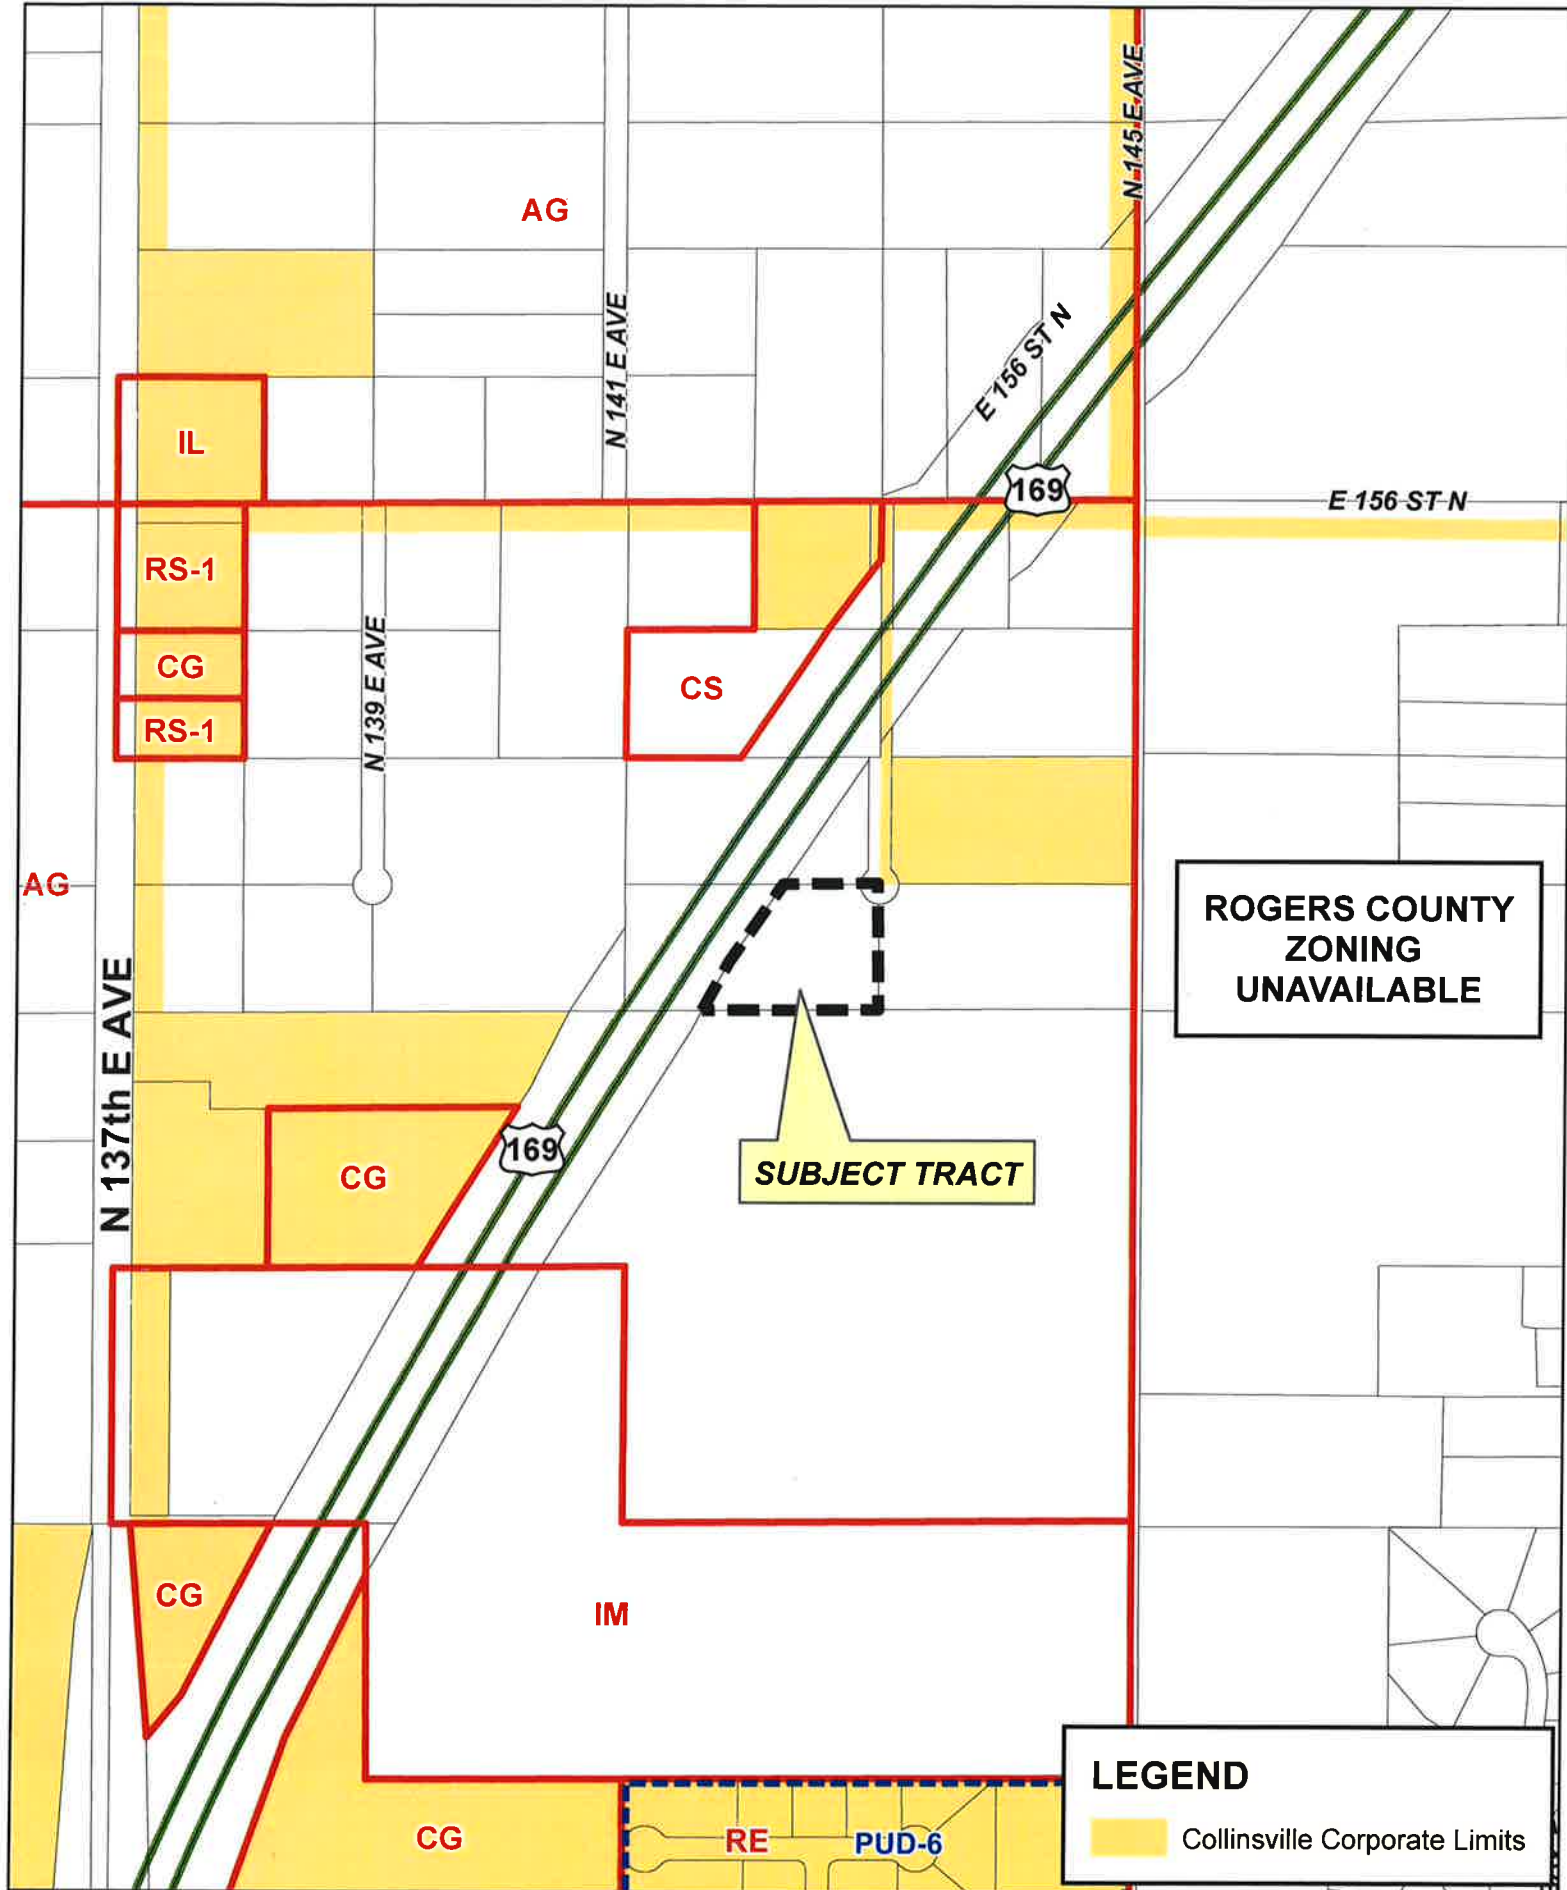 N 145 E AVE
AG
N 141 E AVE
E 156 ST N
IL
169
E 156 ST N
RS-1
CG
CS
RS-1
N 139 E AVE
AG
ROGERS COUNTY
ZONING
UNAVAILABLE
N 137th E AVE
169
CG
SUBJECT TRACT
CG
IM
LEGEND
Collinsville Corporate Limits
CG
RE
PUD-6